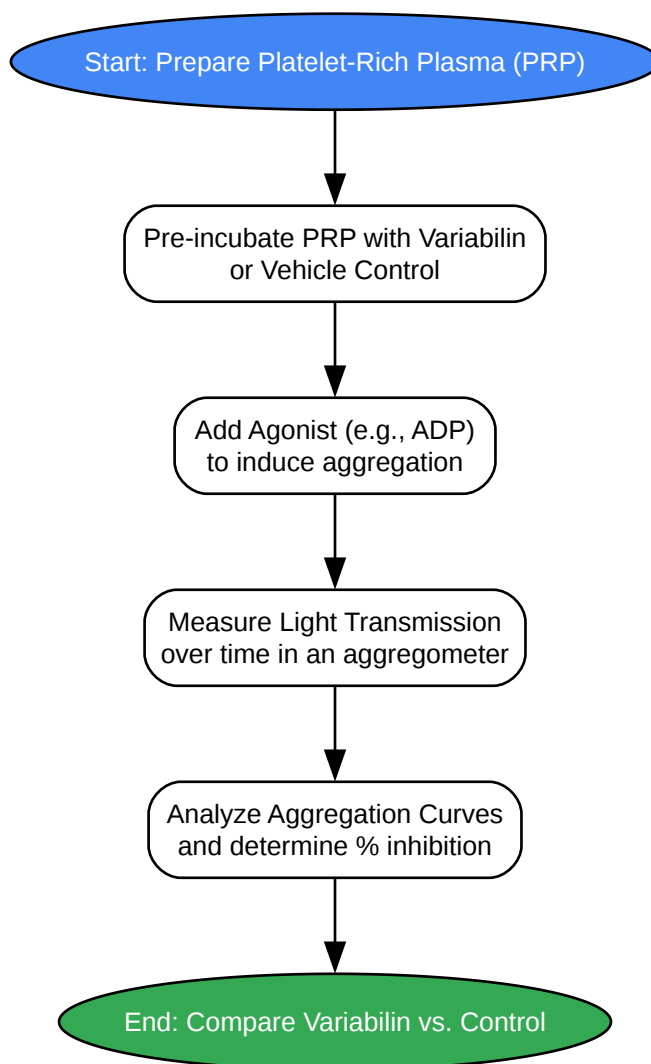 Start: Prepare Platelet-Rich Plasma (PRP)
Pre-incubate PRP with Variabilin
or Vehicle Control
Add Agonist (e.g., ADP)
to induce aggregation
Measure Light Transmission
over time in an aggregometer
Analyze Aggregation Curves
and determine % inhibition
End: Compare Variabilin vs. Control